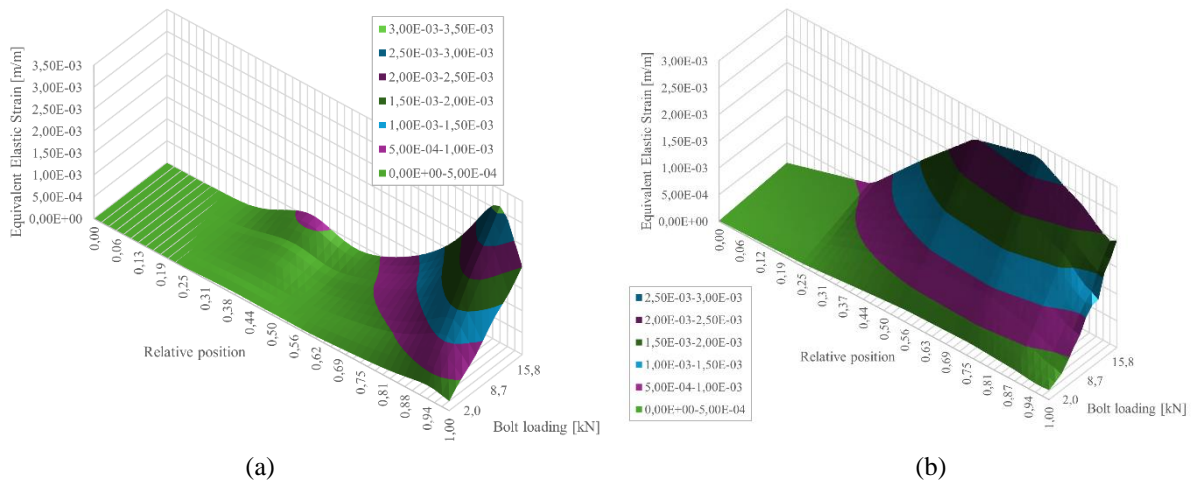 Equivalent Elastic Strain [m/m]
3,50E-03
3,00E-03
2,50E-03
2,00E-03
1,50E-03
1,00E-03
5,00E-04
0,00E+00
3,00E-03-3,50E-03
2,50E-03-3,00E-03
2,00E-03-2,50E-03
1,50E-03-2,00E-03
1,00E-03-1,50E-03
5,00E-04-1,00E-03
0,00E+00-5,00E-04
0,00
0,06
0,13
0,19
0,25
0,31
0,38
0,44
0,50
0,56
0,62
0,69
0,75
0,81
0,88
0,94
1,00
Relative position
2,0
8,7
15,8
Bolt loading [kN]
(a)
Equivalent Elastic Strain [m/m]
3,00E-03
2,50E-03
2,00E-03
1,50E-03
1,00E-03
5,00E-04
0,00E+00
2,50E-03-3,00E-03
2,00E-03-2,50E-03
1,50E-03-2,00E-03
1,00E-03-1,50E-03
5,00E-04-1,00E-03
0,00E+00-5,00E-04
0,00
0,06
0,12
0,19
0,25
0,31
0,37
0,44
0,50
0,56
0,63
0,69
0,75
0,81
0,87
0,94
1,00
Relative position
2,0
8,7
15,8
Bolt loading [kN]
(b)